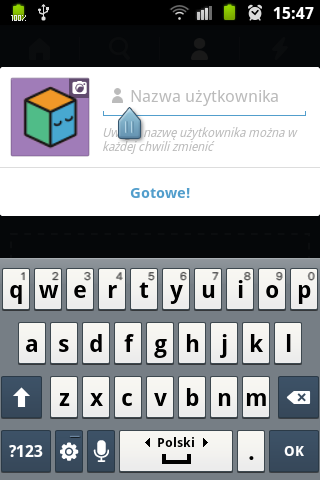 100%
15:47
Nazwa użytkownika
nazwę użytkownika można w
każdej chwili zmienić
Gotowe!
1 2 3 4 5 6 7 8 9 0
q w e r t y u i o p
a s d f g h j k l
z x c v b n m
?123
Polski
.
OK